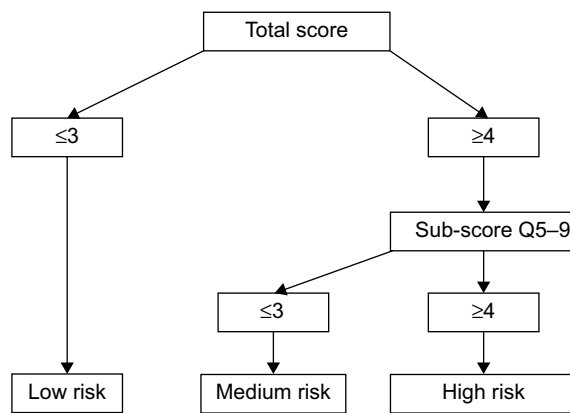 Total score
≤3
≥4
Sub-score Q5–9
≤3
≥4
Low risk
Medium risk
High risk